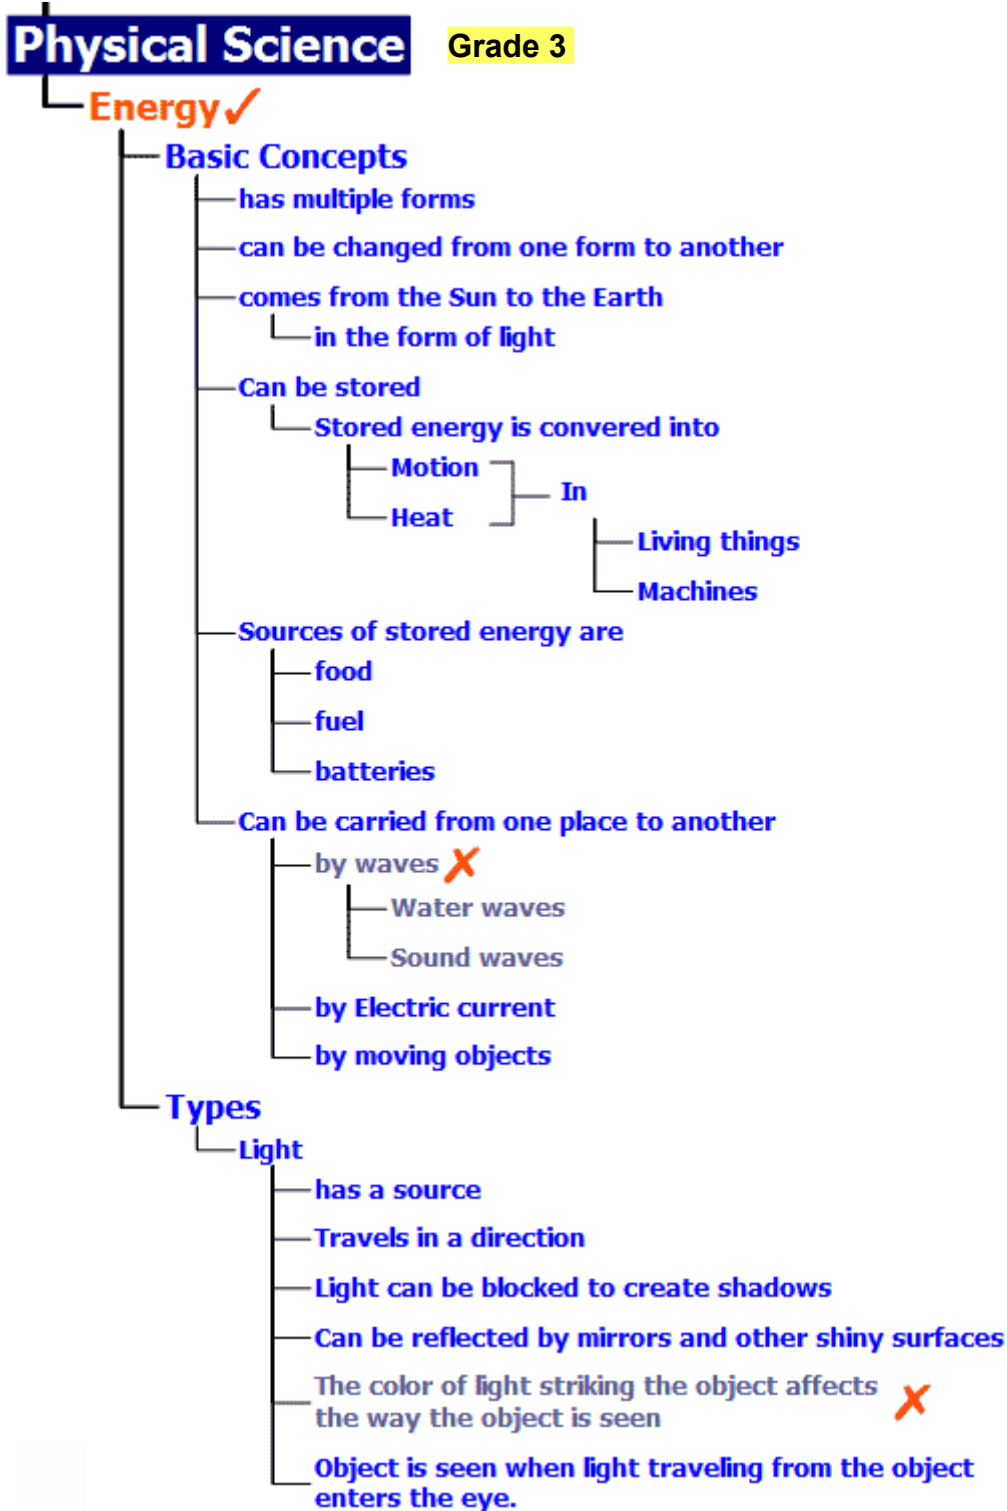 Physical Science Grade 3
Energy
Basic Concepts
has multiple forms
can be changed from one form to another
comes from the Sun to the Earth
in the form of light
Can be stored
Stored energy is convered into
Motion
In
Heat
Living things
Machines
Sources of stored energy are
food
fuel
batteries
Can be carried from one place to another
by waves
Water waves
Sound waves
by Electric current
by moving objects
Types
Light
has a source
Travels in a direction
Light can be blocked to create shadows
Can be reflected by mirrors and other shiny surfaces
The color of light striking the object affects
the way the object is seen
Object is seen when light traveling from the object
enters the eye.